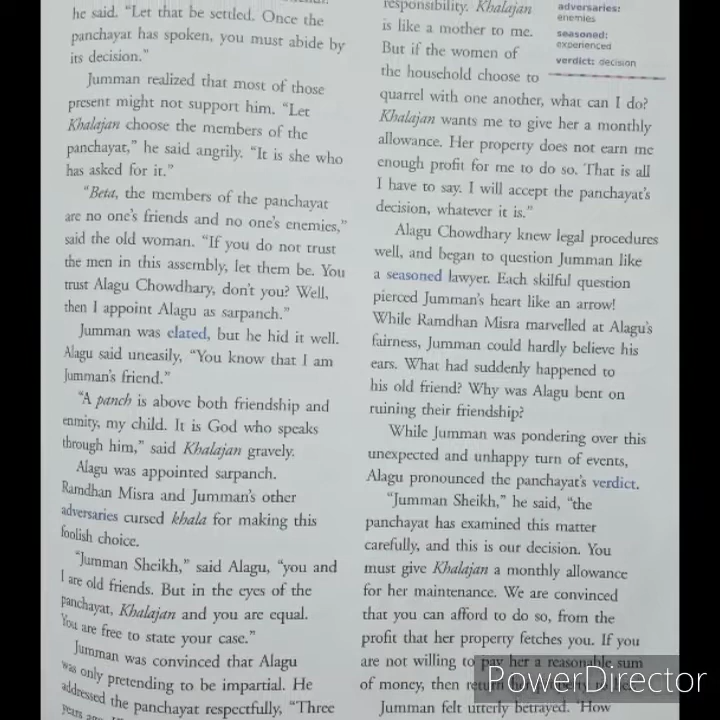 he said. "Let that be settled. Once the
panchayat has spoken, you must abide by
its decision."
Jumman realized that most of those
present might not support him. "Let
Khalajan choose the members of the
panchayat," he said angrily. "It is she who
has asked for it."
"Beta, the members of the panchayat
are no one's friends and no one's enemies,"
said the old woman. "If you do not trust
the men in this assembly, let them be. You
trust Alagu Chowdhary, don't you? Well,
then I appoint Alagu as sarpanch."
Jumman was elated, but he hid it well.
Alagu said uneasily, "You know that I am
Jumman's friend."
"A panch is above both friendship and
enmity, my child. It is God who speaks
through him," said Khalajan gravely.
Alagu was appointed sarpanch.
Ramdhan Misra and Jumman's other
adversaries cursed khala for making this
foolish choice.
"Jumman Sheikh," said Alagu, "you and
I are old friends. But in the eyes of the
panchayat, Khalajan and you are equal.
You are free to state your case."
Jumman was convinced that Alagu
was only pretending to be impartial. He
addressed the panchayat respectfully, "Three
years
responsibility. Khalajan
is like a mother to me.
But if the women of
the household choose to
quarrel with one another, what can I do?
Khalajan wants me to give her a monthly
allowance. Her property does not earn me
enough profit for me to do so. That is all
I have to say. I will accept the panchayat's
decision, whatever it is."
Alagu Chowdhary knew legal procedures
well, and began to question Jumman like
a seasoned lawyer. Each skilful question
pierced Jumman's heart like an arrow!
While Ramdhan Misra marvelled at Alagu's
fairness, Jumman could hardly believe his
ears. What had suddenly happened to
his old friend? Why was Alagu bent on
ruining their friendship?
While Jumman was pondering over this
unexpected and unhappy turn of events,
Alagu pronounced the panchayat's verdict.
"Jumman Sheikh," he said, "the
panchayat has examined this matter
carefully, and this is our decision. You
must give Khalajan a monthly allowance
for her maintenance. We are convinced
that you can afford to do so, from the
profit that her property fetches you. If you
are not willing to pay her a reasonable sum
of money, then return
Jumman felt utterly betrayed. 'How
adversaries:
enemies
seasoned:
experienced
verdict: decision
PowerDirector